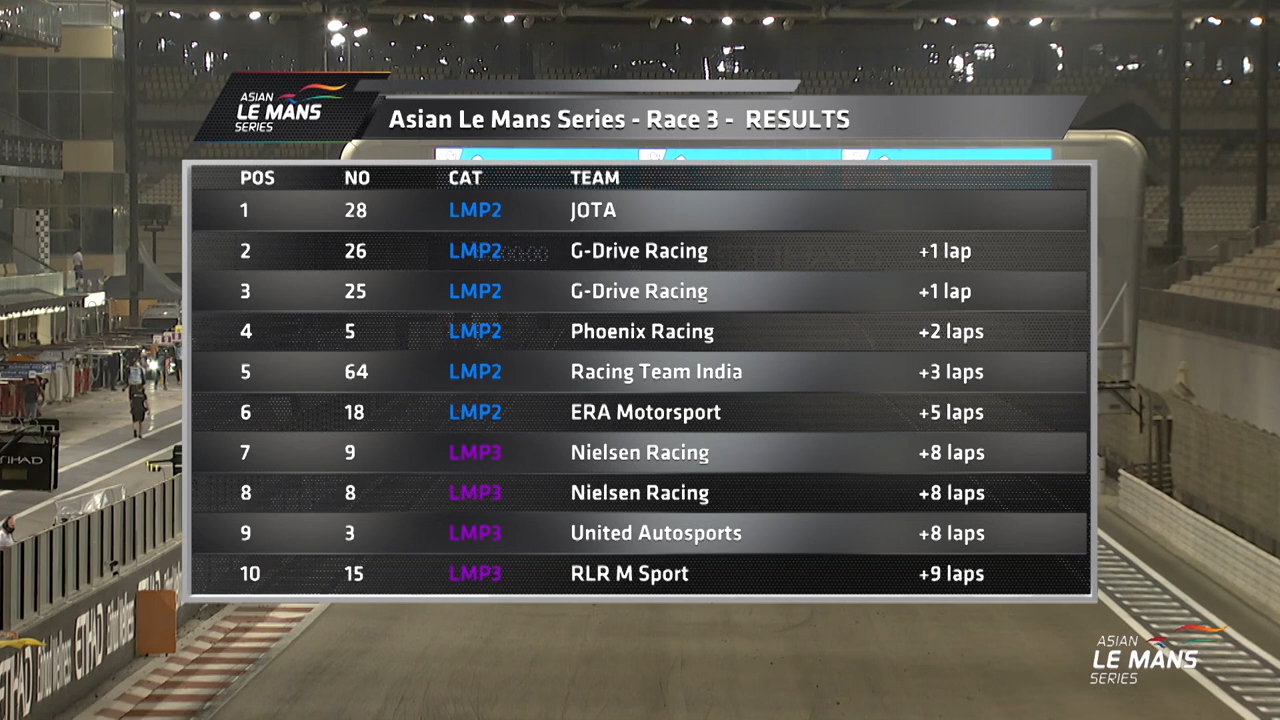 ASIAN
LE MANS
SERIES
Asian Le Mans Series - Race 3 - RESULTS
POS NO CAT TEAM
1 28 LMP2 JOTA
2 26 LMP2 G-Drive Racing +1 lap
3 25 LMP2 G-Drive Racing +1 lap
4 5 LMP2 Phoenix Racing +2 laps
5 64 LMP2 Racing Team India +3 laps
6 18 LMP2 ERA Motorsport +5 laps
7 9 LMP3 Nielsen Racing +8 laps
8 8 LMP3 Nielsen Racing +8 laps
9 3 LMP3 United Autosports +8 laps
10 15 LMP3 RLR M Sport +9 laps
ETIHAD
ASIAN
LE MANS
SERIES